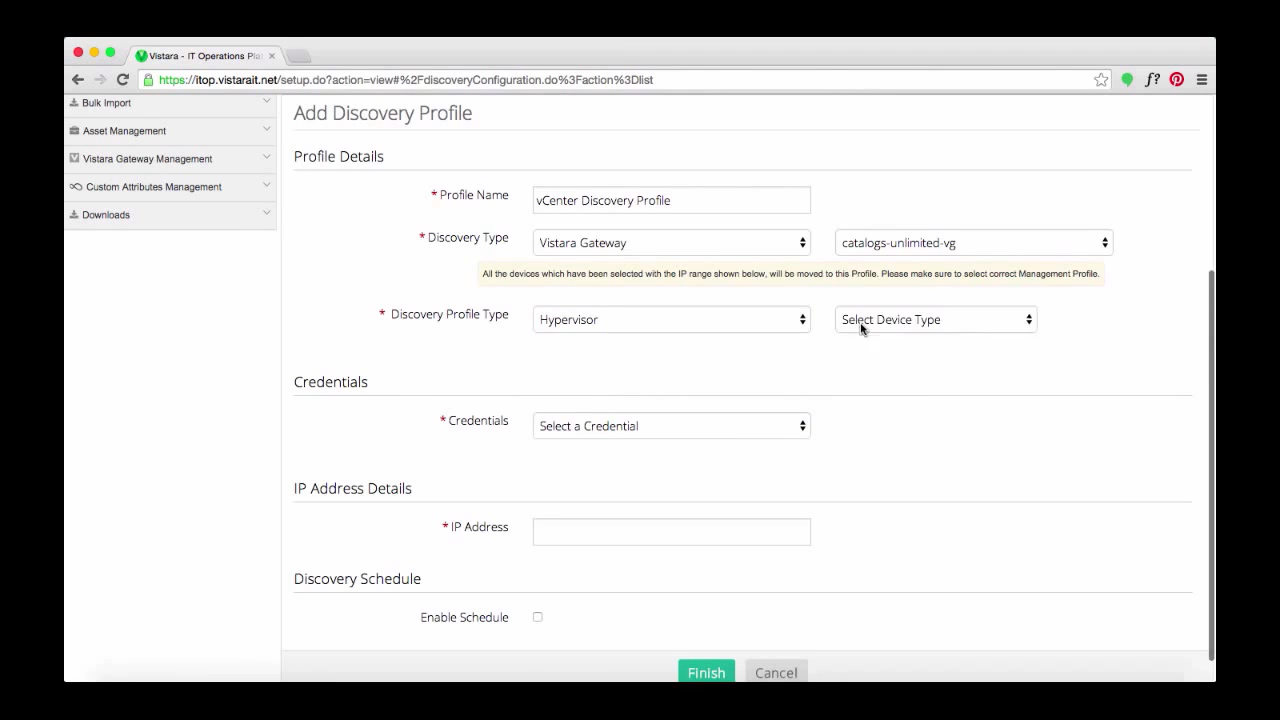 Vistara - IT Operations Pla
https://itop.vistarait.net/setup.do?action=view#%2FdiscoveryConfiguration.do%3Faction%3Dlist
f?
Bulk Import
Asset Management
Vistara Gateway Management
Custom Attributes Management
Downloads
Add Discovery Profile
Profile Details
* Profile Name vCenter Discovery Profile
* Discovery Type Vistara Gateway catalogs-unlimited-vg
All the devices which have been selected with the IP range shown below, will be moved to this Profile. Please make sure to select correct Management Profile.
* Discovery Profile Type Hypervisor Select Device Type
Credentials
* Credentials Select a Credential
IP Address Details
* IP Address
Discovery Schedule
Enable Schedule
Finish Cancel